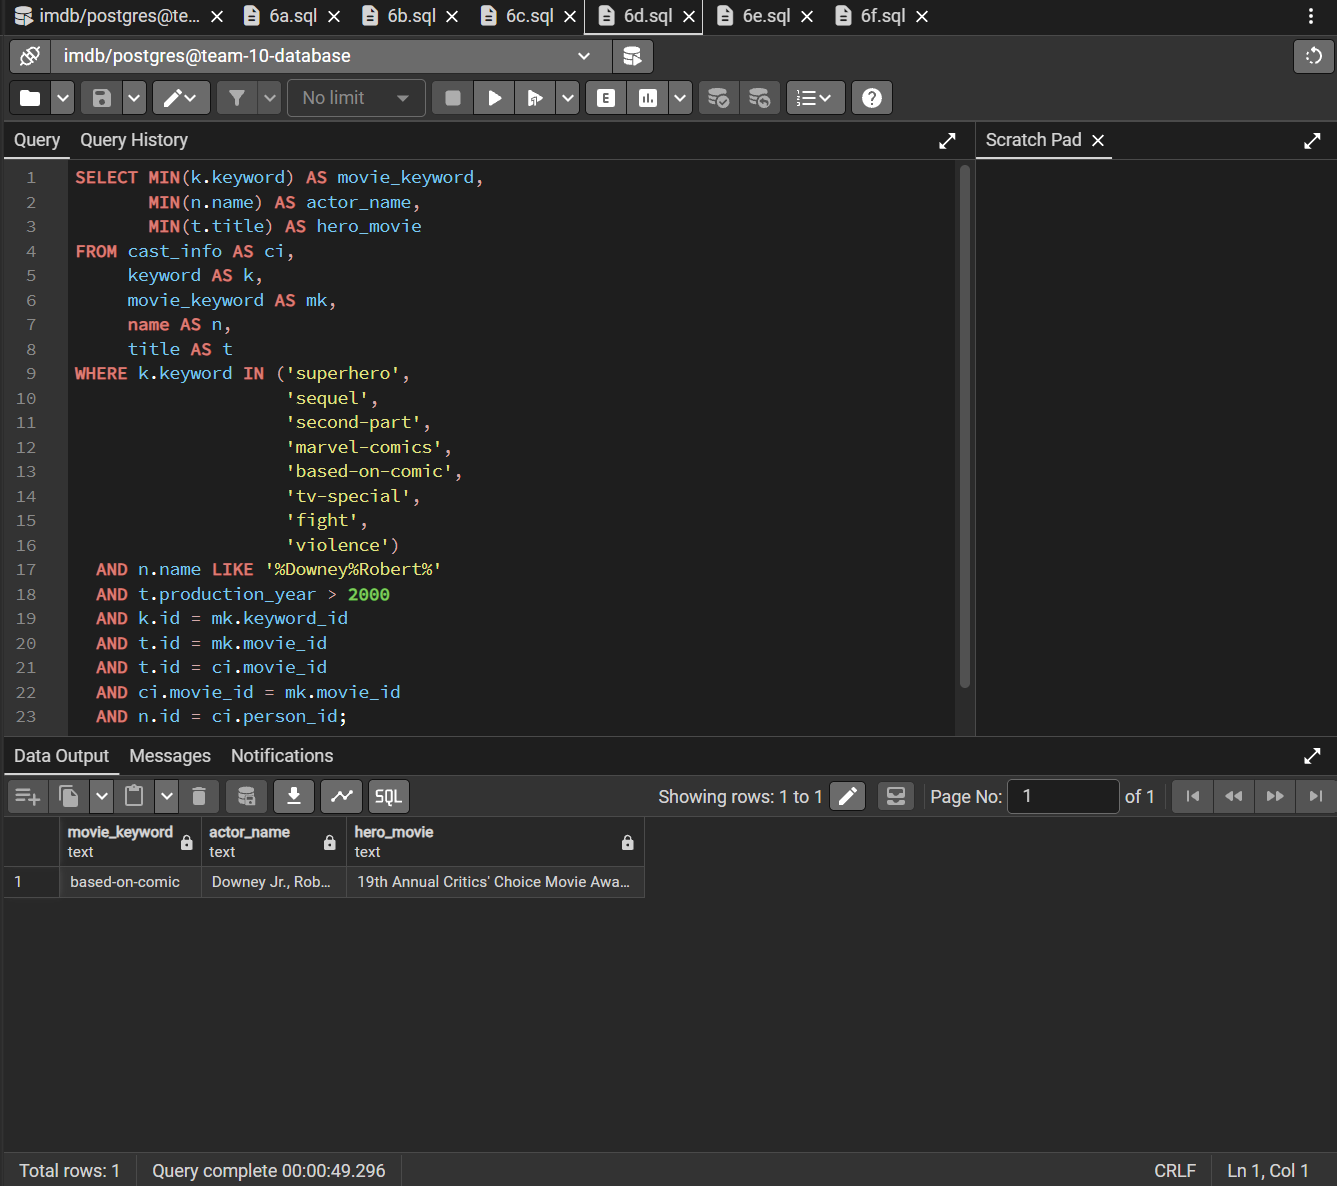 imdb/postgres@te... 6a.sql 6b.sql 6c.sql 6d.sql 6e.sql 6f.sql
imdb/postgres@team-10-database
No limit E 1 SQL
Query Query History Scratch Pad
1 SELECT MIN(k.keyword) AS movie_keyword,
2 MIN(n.name) AS actor_name,
3 MIN(t.title) AS hero_movie
4 FROM cast_info AS ci,
5 keyword AS k,
6 movie_keyword AS mk,
7 name AS n,
8 title AS t
9 WHERE k.keyword IN ('superhero',
10 'sequel',
11 'second-part',
12 'marvel-comics',
13 'based-on-comic',
14 'tv-special',
15 'fight',
16 'violence')
17 AND n.name LIKE '%Downey%Robert%'
18 AND t.production_year > 2000
19 AND k.id = mk.keyword_id
20 AND t.id = mk.movie_id
21 AND t.id = ci.movie_id
22 AND ci.movie_id = mk.movie_id
23 AND n.id = ci.person_id;
Data Output Messages Notifications
SQL Showing rows: 1 to 1 Page No: 1 of 1
movie_keyword actor_name hero_movie
text text text
1 based-on-comic Downey Jr., Rob... 19th Annual Critics' Choice Movie Awa...
Total rows: 1 Query complete 00:00:49.296 CRLF Ln 1, Col 1